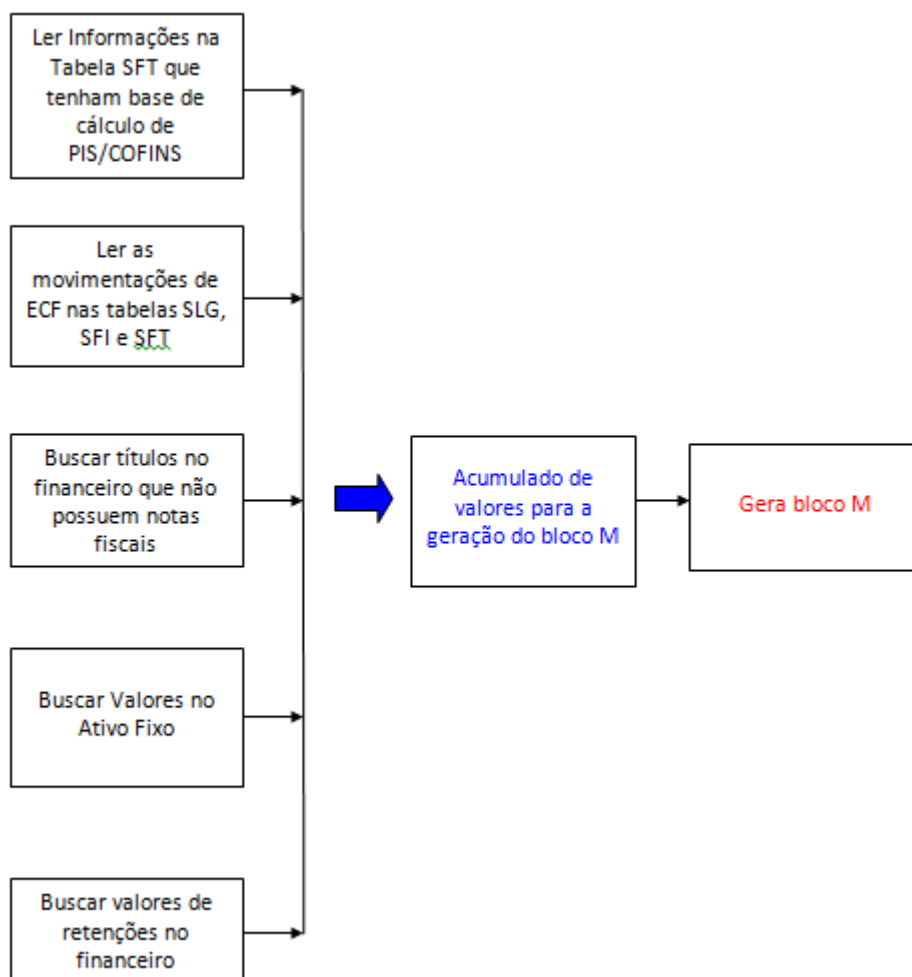 Ler Informações na
Tabela SFT que
tenham base de
cálculo de
PIS/COFINS
Ler as
movimentações de
ECF nas tabelas SLG,
SFI e SFT
Buscar títulos no
financeiro que não
possuem notas
fiscais
Buscar Valores no
Ativo Fixo
Buscar valores de
retenções no
financeiro
Acumulado de
valores para a
geração do bloco M
Gera bloco M